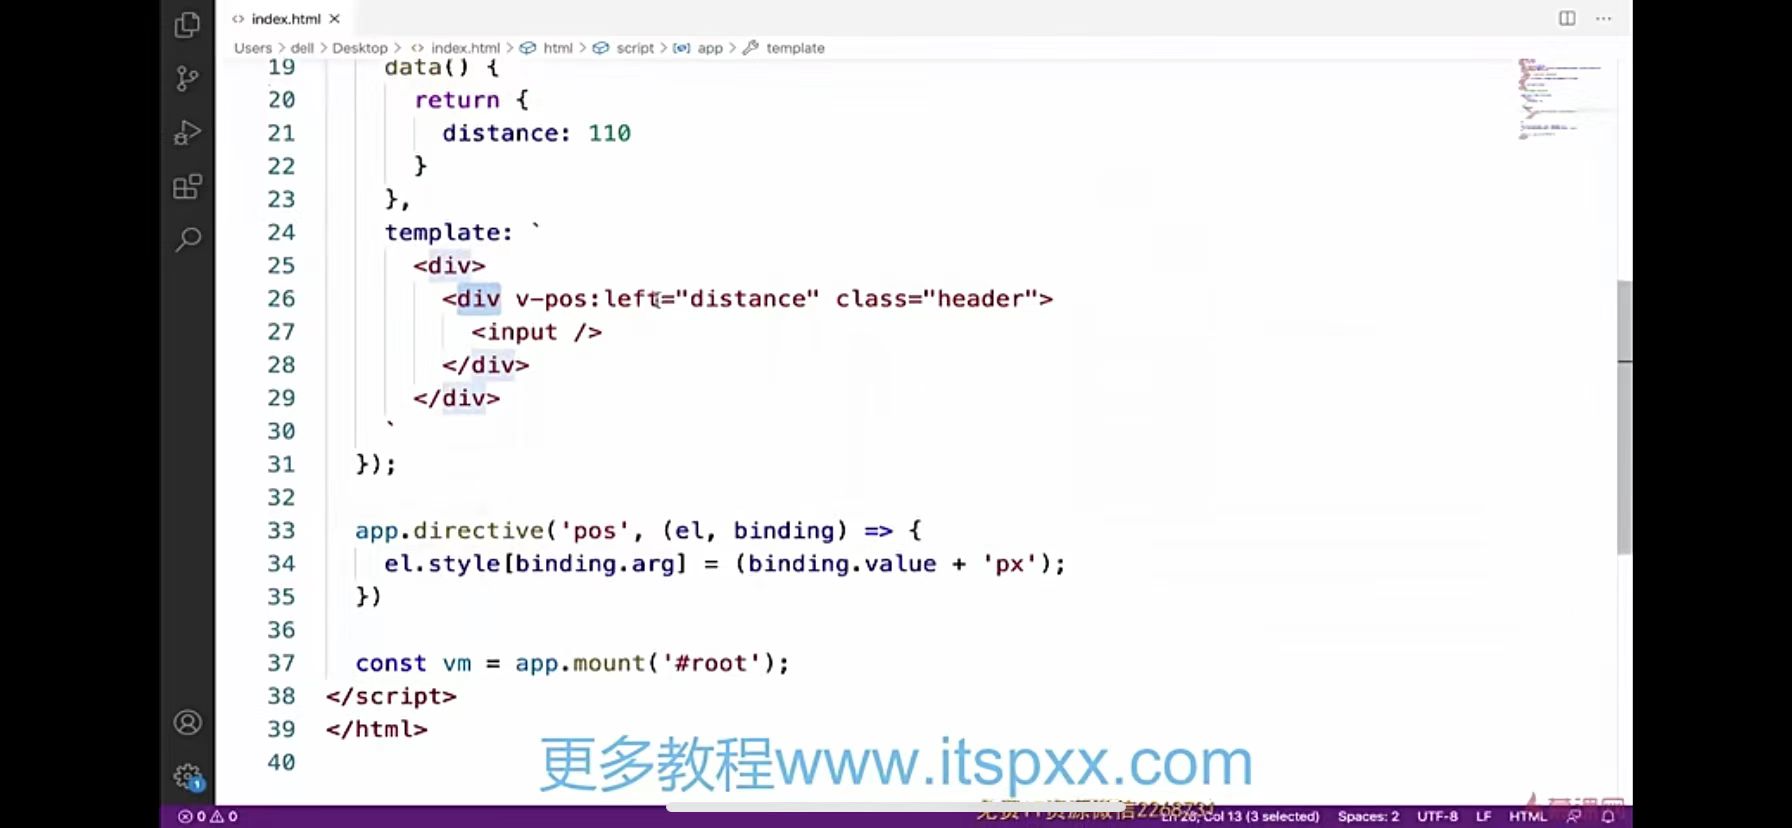 index.html
Users > dell > Desktop > index.html > html > script > app > template
19 data() {
20 return {
21 distance: 110
22 }
23 },
24 template: `
25 <div>
26 <div v-pos:left="distance" class="header">
27 <input />
28 </div>
29 </div>
30 `
31 });
32
33 app.directive('pos', (el, binding) => {
34 el.style[binding.arg] = (binding.value + 'px');
35 })
36
37 const vm = app.mount('#root');
38 </script>
39 </html>
40
更多教程www.itspxx.com
0 0 Col 13 (3 selected) Spaces: 2 UTF-8 LF HTML
1